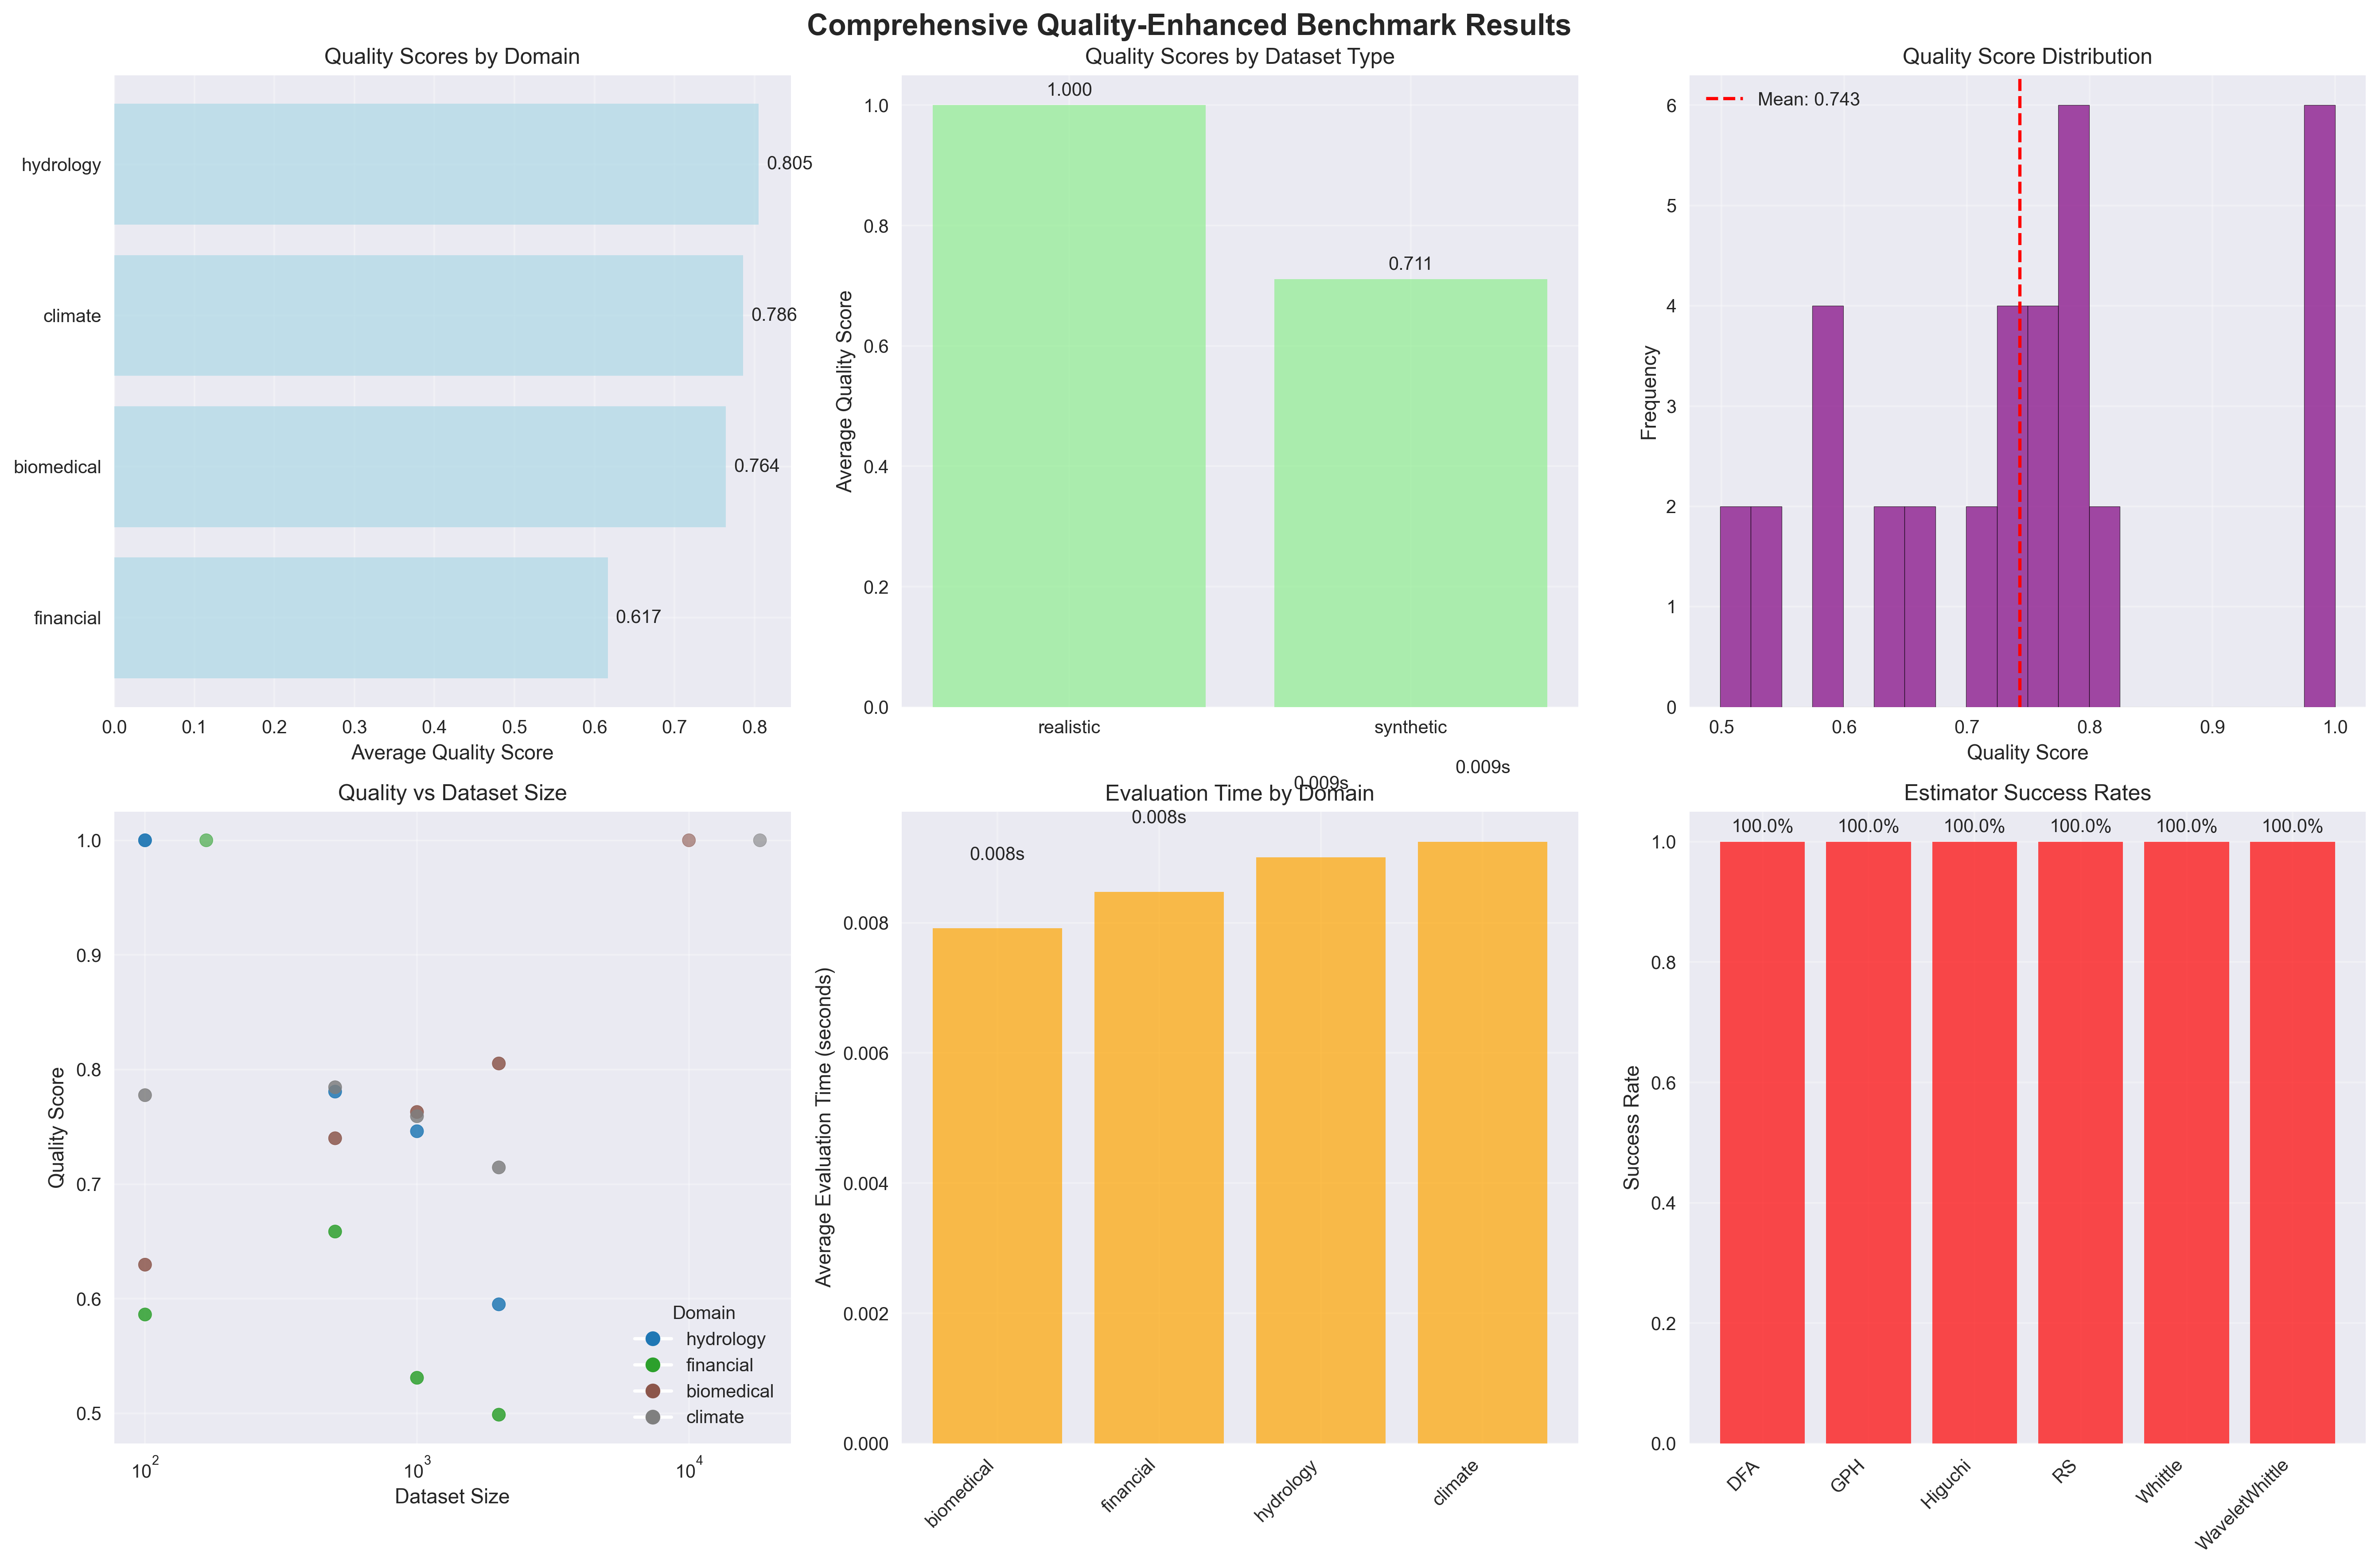 Comprehensive Quality-Enhanced Benchmark Results
Quality Scores by Domain
hydrology
climate
biomedical
financial
0.805
0.786
0.764
0.617
0.0 0.1 0.2 0.3 0.4 0.5 0.6 0.7 0.8
Average Quality Score
Quality Scores by Dataset Type
Average Quality Score
1.0
0.8
0.6
0.4
0.2
0.0
1.000
0.711
realistic synthetic
Quality Score Distribution
Mean: 0.743
Frequency
6
5
4
3
2
1
0
0.5 0.6 0.7 0.8 0.9 1.0
Quality Score
Quality vs Dataset Size
Quality Score
1.0
0.9
0.8
0.7
0.6
0.5
Domain
hydrology
financial
biomedical
climate
10² 10³ 10⁴
Dataset Size
Evaluation Time by Domain
Average Evaluation Time (seconds)
0.008
0.006
0.004
0.002
0.000
0.008s
0.008s
0.009s
0.009s
biomedical
financial
hydrology
climate
Estimator Success Rates
Success Rate
1.0
0.8
0.6
0.4
0.2
0.0
100.0% 100.0% 100.0% 100.0% 100.0% 100.0%
DFA
GPH
Higuchi
RS
Whittle
WaveletWhittle